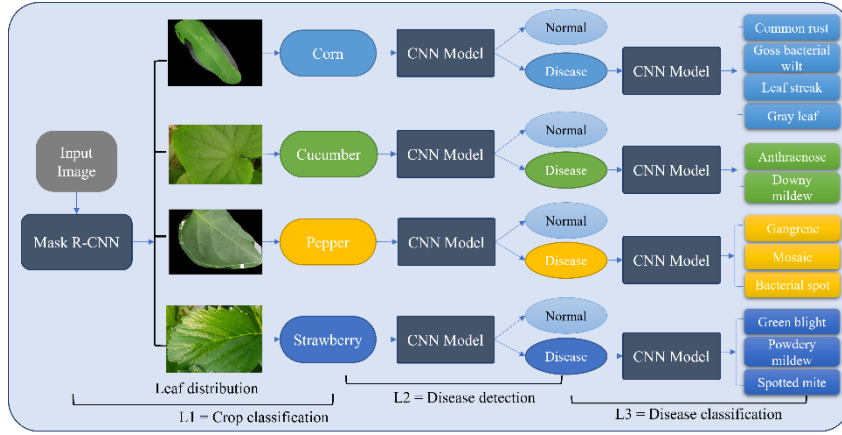 Input
Image
Mask R-CNN
Leaf distribution
Corn
CNN Model
Normal
Disease
CNN Model
Common rust
Goss bacterial
wilt
Leaf streak
Gray leaf
Cucumber
CNN Model
Normal
Disease
CNN Model
Anthracnose
Downy
mildew
Pepper
CNN Model
Normal
Disease
CNN Model
Gangrene
Mosaic
Bacterial spot
Strawberry
CNN Model
Normal
Disease
CNN Model
Green blight
Powdery
mildew
Spotted mite
L1 = Crop classification
L2 = Disease detection
L3 = Disease classification